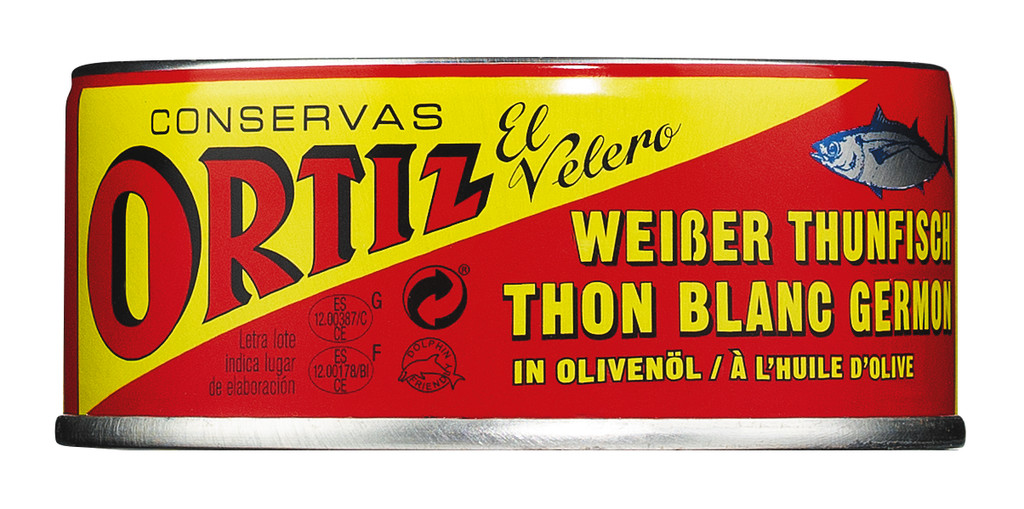 CONSERVAS
ORTIZ
El
Velero
WEIßER THUNFISCH
THON BLANC GERMON
IN OLIVENÖL / À L'HUILE D'OLIVE
®
Letra lote
indica lugar
de elaboración
ES
12.00387/C
CE
G
ES
12.00178/BI
CE
F
DOLPHIN
FRIENDLY